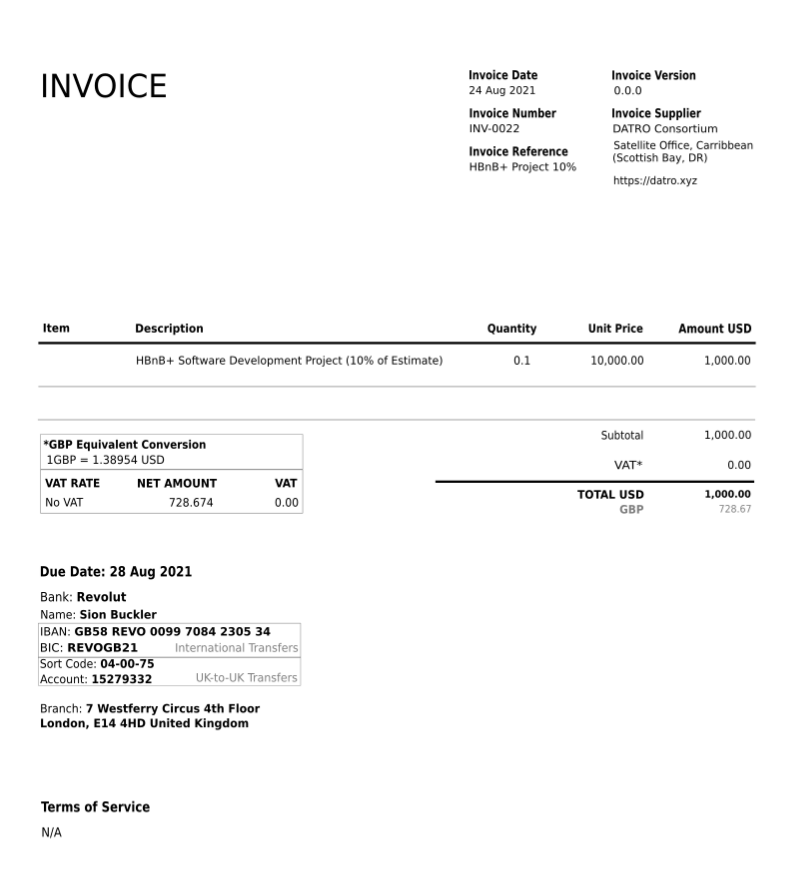 INVOICE
Invoice Date
24 Aug 2021
Invoice Number
INV-0022
Invoice Reference
HBnB+ Project 10%
Invoice Version
0.0.0
Invoice Supplier
DATRO Consortium
Satellite Office, Carribbean
(Scottish Bay, DR)
https://datro.xyz
Item Description Quantity Unit Price Amount USD
HBnB+ Software Development Project (10% of Estimate) 0.1 10,000.00 1,000.00
*GBP Equivalent Conversion
1GBP = 1.38954 USD
VAT RATE NET AMOUNT VAT
No VAT 728.674 0.00
Subtotal 1,000.00
VAT* 0.00
TOTAL USD 1,000.00
GBP 728.67
Due Date: 28 Aug 2021
Bank: Revolut
Name: Sion Buckler
IBAN: GB58 REVO 0099 7084 2305 34
BIC: REVOGB21 International Transfers
Sort Code: 04-00-75
Account: 15279332 UK-to-UK Transfers
Branch: 7 Westferry Circus 4th Floor
London, E14 4HD United Kingdom
Terms of Service
N/A